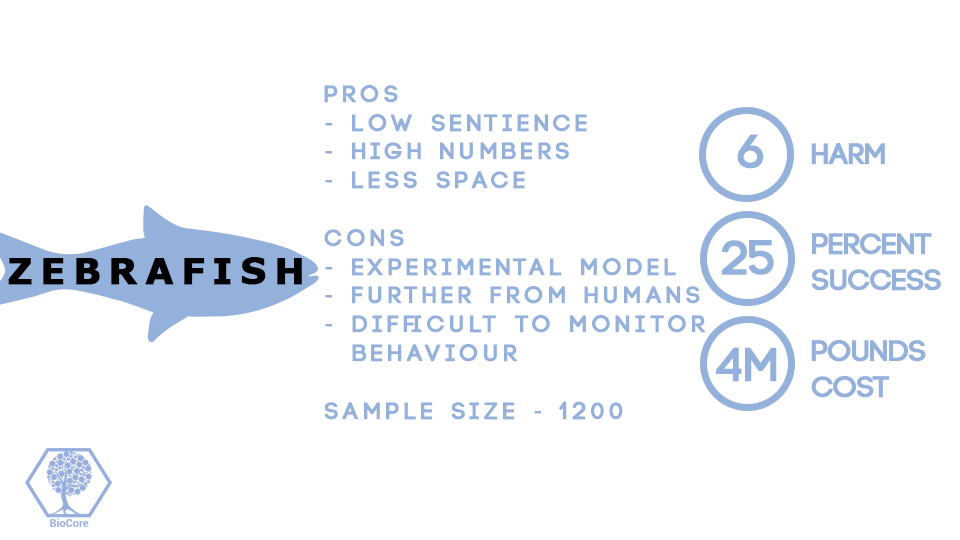 ZEBRAFISH
PROS
- LOW SENTIENCE
- HIGH NUMBERS
- LESS SPACE
CONS
- EXPERIMENTAL MODEL
- FURTHER FROM HUMANS
- DIFFICULT TO MONITOR
BEHAVIOUR
SAMPLE SIZE - 1200
6 HARM
25 PERCENT
SUCCESS
4M POUNDS
COST
BioCore